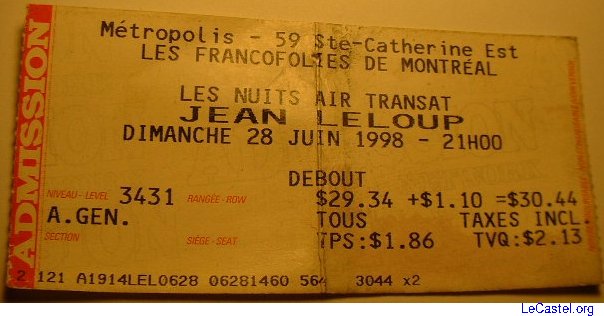 Métropolis - 59 Ste-Catherine Est
LES FRANCOFOLIES DE MONTRÉAL
LES NUITS AIR TRANSAT
JEAN LELOUP
DIMANCHE 28 JUIN 1998 - 21H00
DEBOUT
ADMISSION
NIVEAU - LEVEL 3431 RANGÉE - ROW $29.34 +$1.10 =$30.44
A.GEN. TOUS TAXES INCL.
SECTION SIÈGE - SEAT TPS:$1.86 TVQ:$2.13
2 121 A1914LEL0628 06281460 564 3044 x2
LeCastel.org